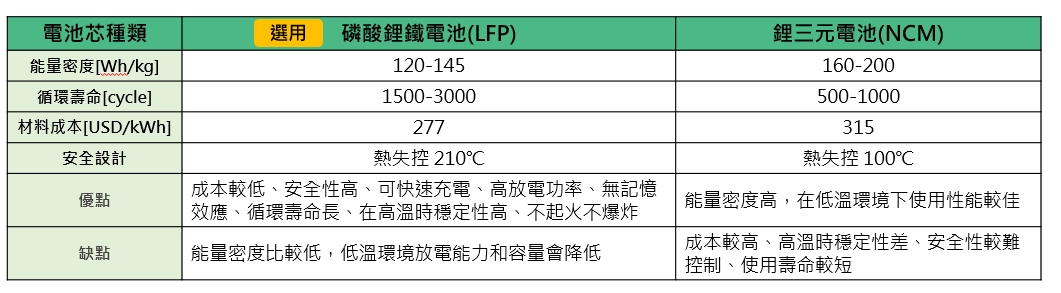 電池芯種類 選用 磷酸鋰鐵電池(LFP) 鋰三元電池(NCM)
能量密度[Wh/kg] 120-145 160-200
循環壽命[cycle] 1500-3000 500-1000
材料成本[USD/kWh] 277 315
安全設計 熱失控 210℃ 熱失控 100℃
優點
成本較低、安全性高、可快速充電、高放電功率、無記憶
效應、循環壽命長、在高溫時穩定性高、不起火不爆炸
能量密度高，在低溫環境下使用性能較佳
缺點
能量密度比較低，低溫環境放電能力和容量會降低
成本較高、高溫時穩定性差、安全性較難
控制、使用壽命較短